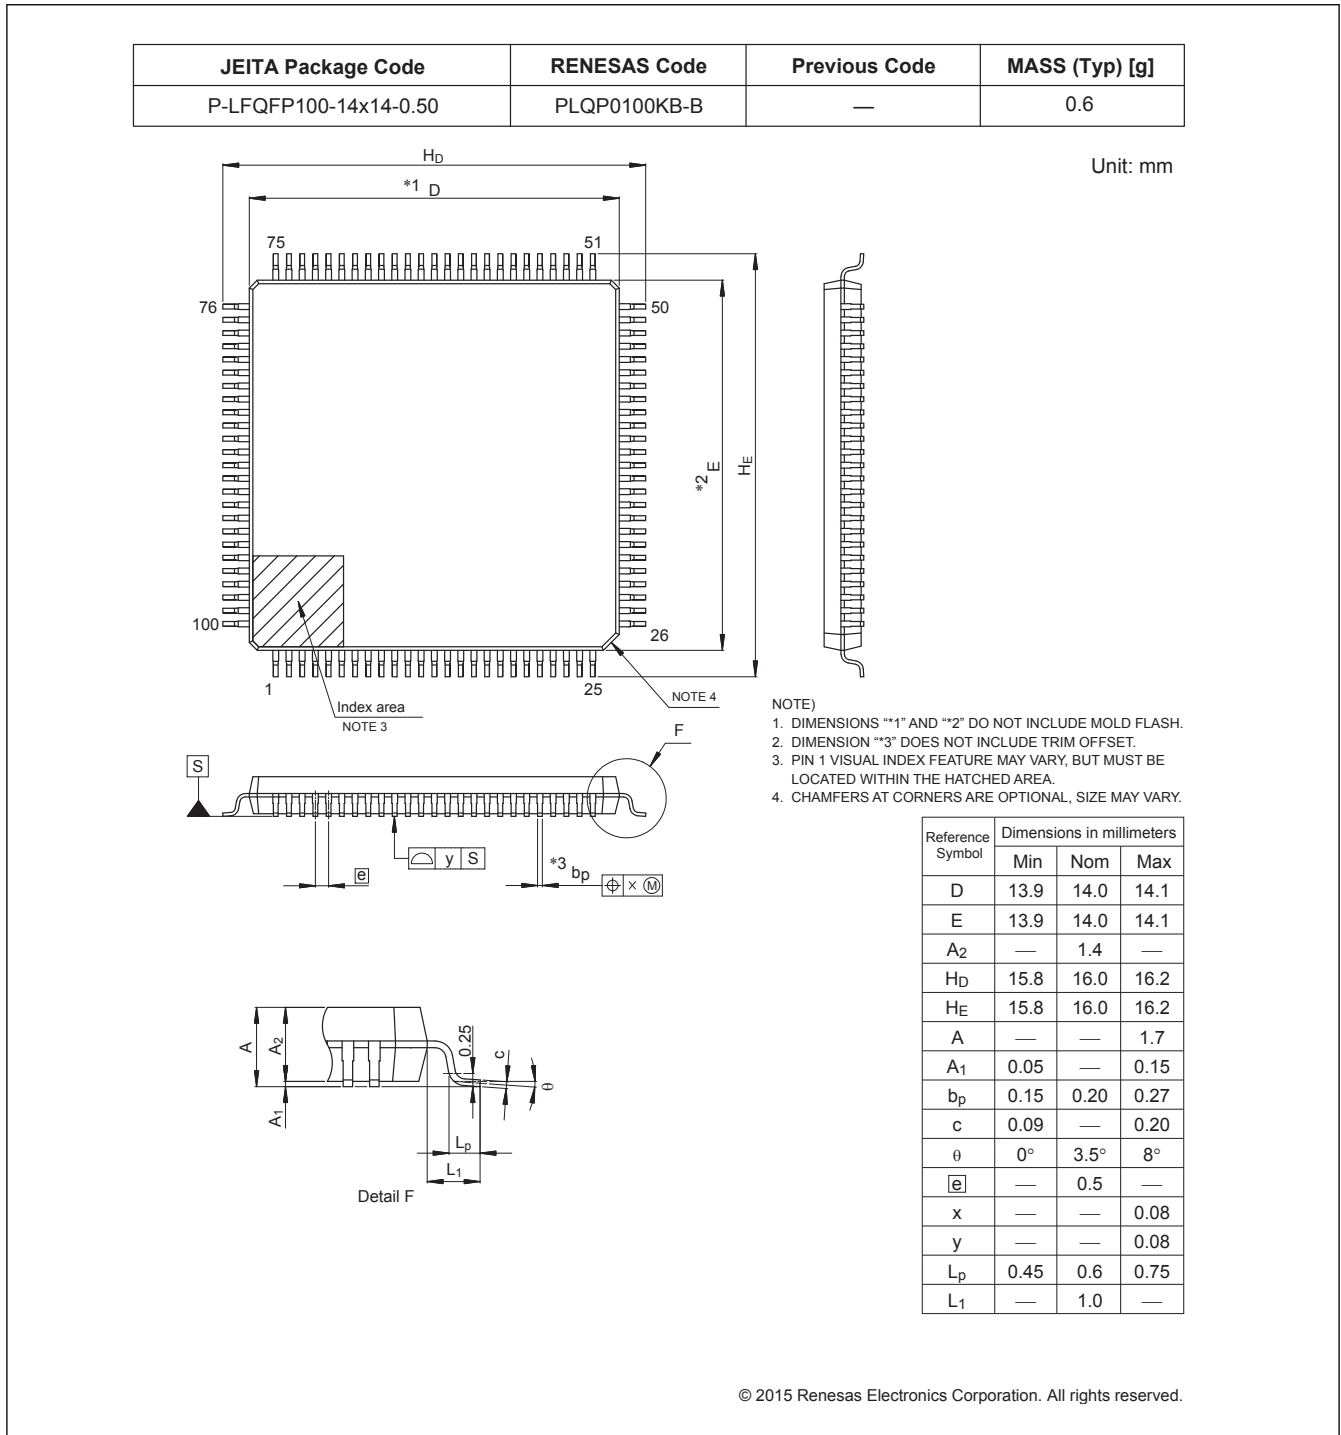 JEITA Package Code RENESAS Code Previous Code MASS (Typ) [g]
P-LFQFP100-14x14-0.50 PLQP0100KB-B — 0.6
Unit: mm
HD
*1 D
75 51
76 50
*2 E
HE
100 26
1 25
Index area
NOTE 3
NOTE 4
F
NOTE)
1. DIMENSIONS “*1” AND “*2” DO NOT INCLUDE MOLD FLASH.
2. DIMENSION “*3” DOES NOT INCLUDE TRIM OFFSET.
3. PIN 1 VISUAL INDEX FEATURE MAY VARY, BUT MUST BE
LOCATED WITHIN THE HATCHED AREA.
4. CHAMFERS AT CORNERS ARE OPTIONAL, SIZE MAY VARY.
S
y S
e
*3 bp
× Ⓜ
A
A2
A1
0.25
c
θ
Lp
L1
Detail F
Reference Symbol Dimensions in millimeters
Min Nom Max
D 13.9 14.0 14.1
E 13.9 14.0 14.1
A2 — 1.4 —
HD 15.8 16.0 16.2
HE 15.8 16.0 16.2
A — — 1.7
A1 0.05 — 0.15
bp 0.15 0.20 0.27
c 0.09 — 0.20
θ 0° 3.5° 8°
e — 0.5 —
x — — 0.08
y — — 0.08
Lp 0.45 0.6 0.75
L1 — 1.0 —
© 2015 Renesas Electronics Corporation. All rights reserved.